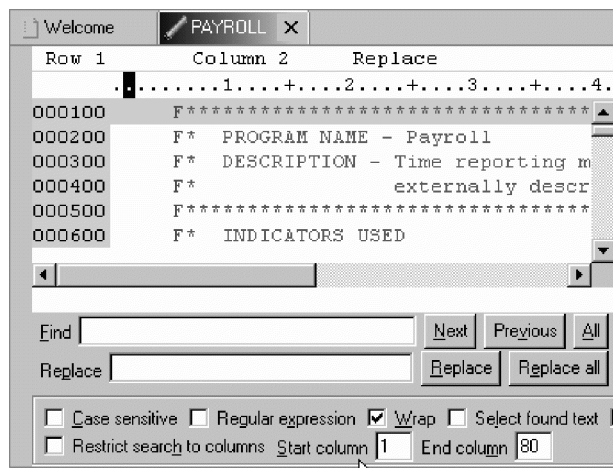 Welcome PAYROLL X
Row 1 Column 2 Replace
.........1....+....2....+....3....+....4.
000100 F*********************************
000200 F* PROGRAM NAME - Payroll
000300 F* DESCRIPTION - Time reporting m
000400 F* externally descr
000500 F*********************************
000600 F* INDICATORS USED
Find Next Previous All
Replace Replace Replace all
Case sensitive Regular expression Wrap Select found text
Restrict search to columns Start column 1 End column 80